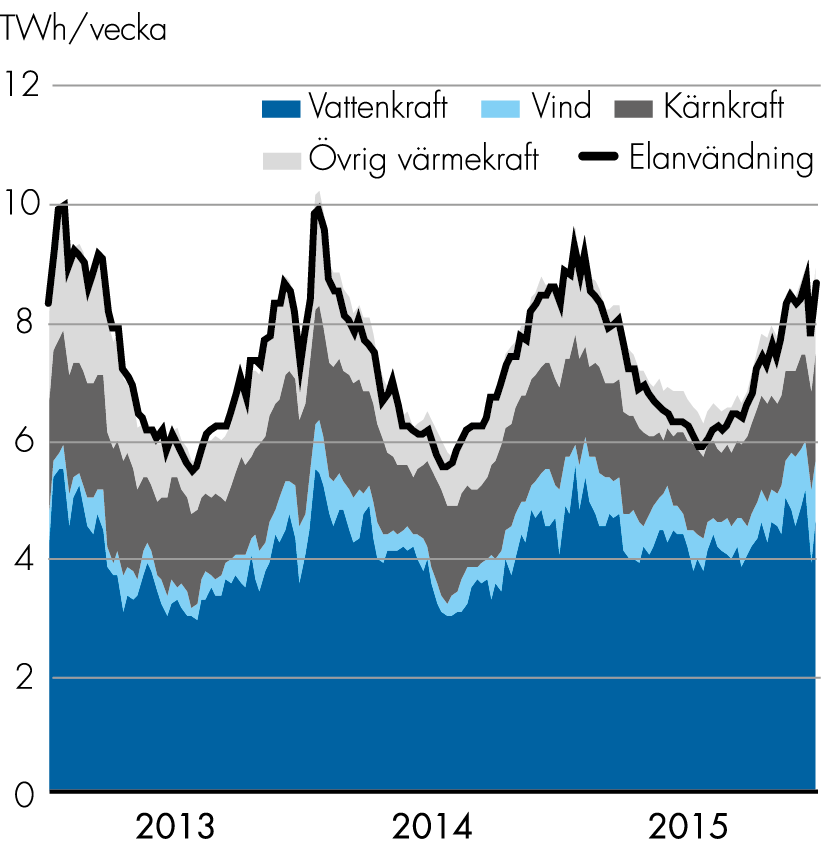 TWh/vecka
12
Vattenkraft Vind Kärnkraft
Övrig värmekraft Elanvändning
10
8
6
4
2
0
2013 2014 2015